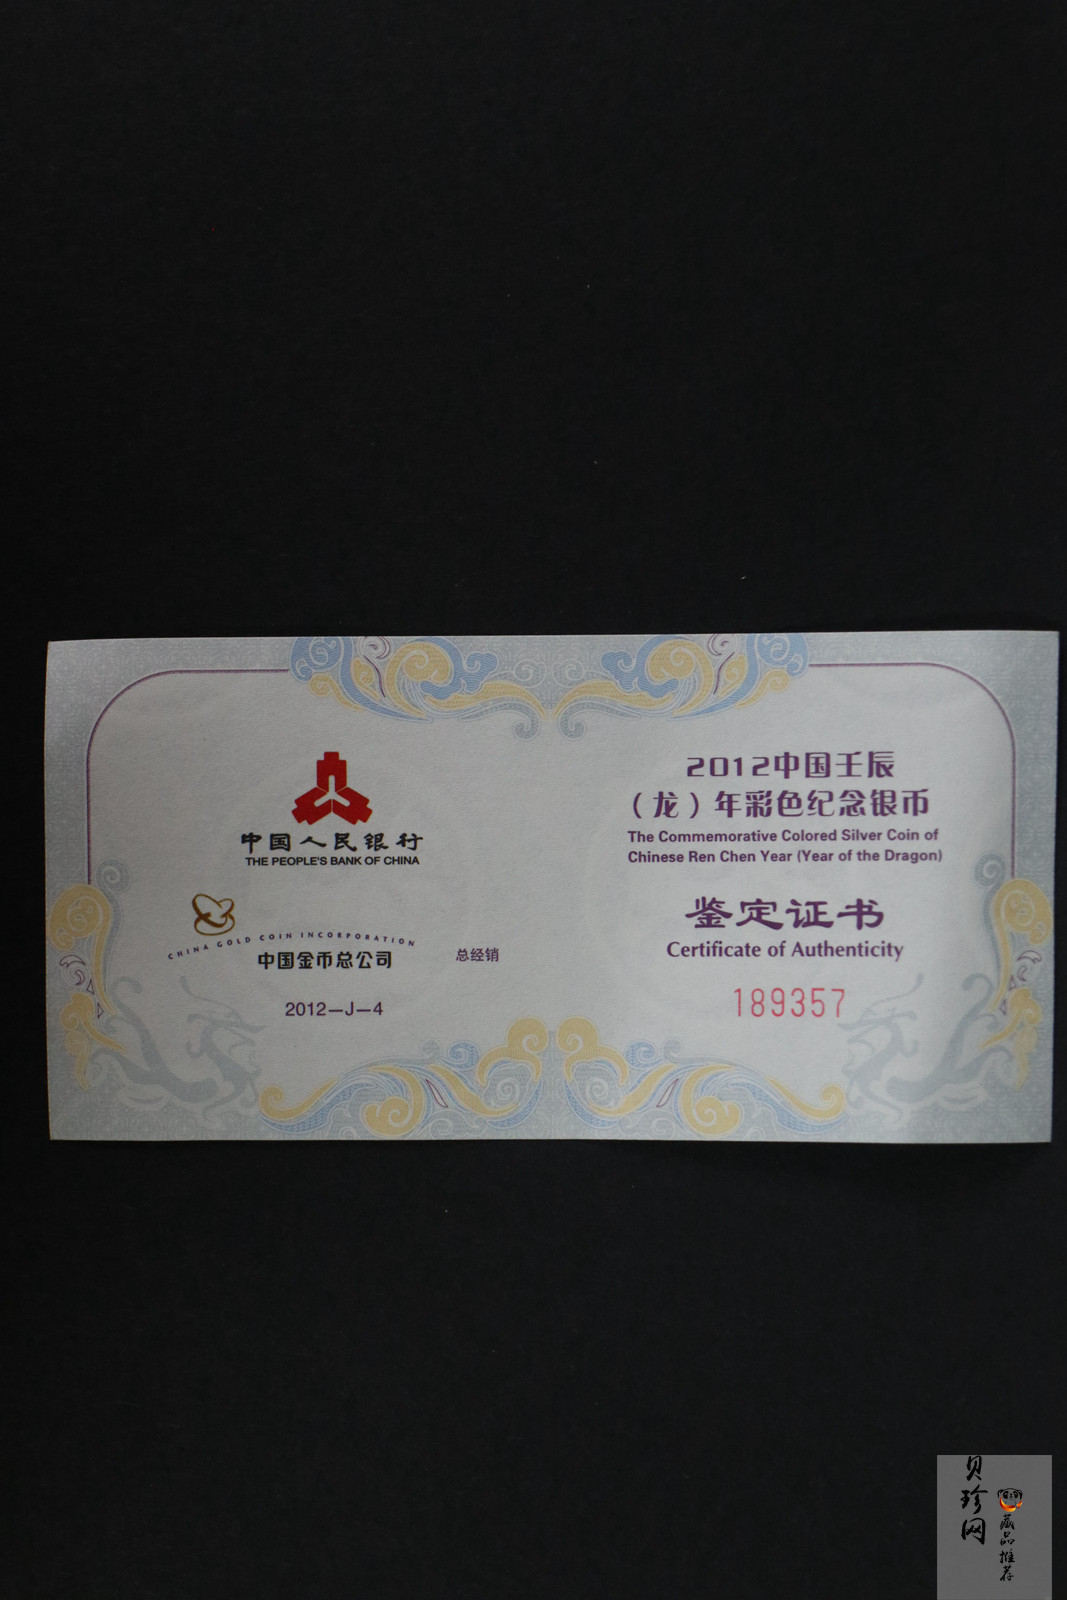 中国人民银行
THE PEOPLE'S BANK OF CHINA
CHINA GOLD COIN INCORPORATION
中国金币总公司
总经销
2012—J—4
2012中国壬辰
（龙）年彩色纪念银币
The Commemorative Colored Silver Coin of
Chinese Ren Chen Year (Year of the Dragon)
鉴定证书
Certificate of Authenticity
189357
贝珍网
藏品推荐